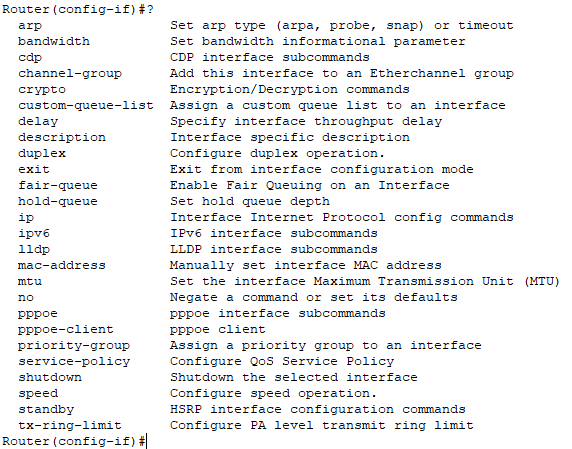 Router(config-if)#?
  arp                Set arp type (arpa, probe, snap) or timeout
  bandwidth          Set bandwidth informational parameter
  cdp                CDP interface subcommands
  channel-group      Add this interface to an Etherchannel group
  crypto             Encryption/Decryption commands
  custom-queue-list  Assign a custom queue list to an interface
  delay              Specify interface throughput delay
  description        Interface specific description
  duplex             Configure duplex operation.
  exit               Exit from interface configuration mode
  fair-queue         Enable Fair Queuing on an Interface
  hold-queue         Set hold queue depth
  ip                 Interface Internet Protocol config commands
  ipv6               IPv6 interface subcommands
  lldp               LLDP interface subcommands
  mac-address        Manually set interface MAC address
  mtu                Set the interface Maximum Transmission Unit (MTU)
  no                 Negate a command or set its defaults
  pppoe              pppoe interface subcommands
  pppoe-client       pppoe client
  priority-group     Assign a priority group to an interface
  service-policy     Configure QoS Service Policy
  shutdown           Shutdown the selected interface
  speed              Configure speed operation.
  standby            HSRP interface configuration commands
  tx-ring-limit      Configure PA level transmit ring limit
Router(config-if)#